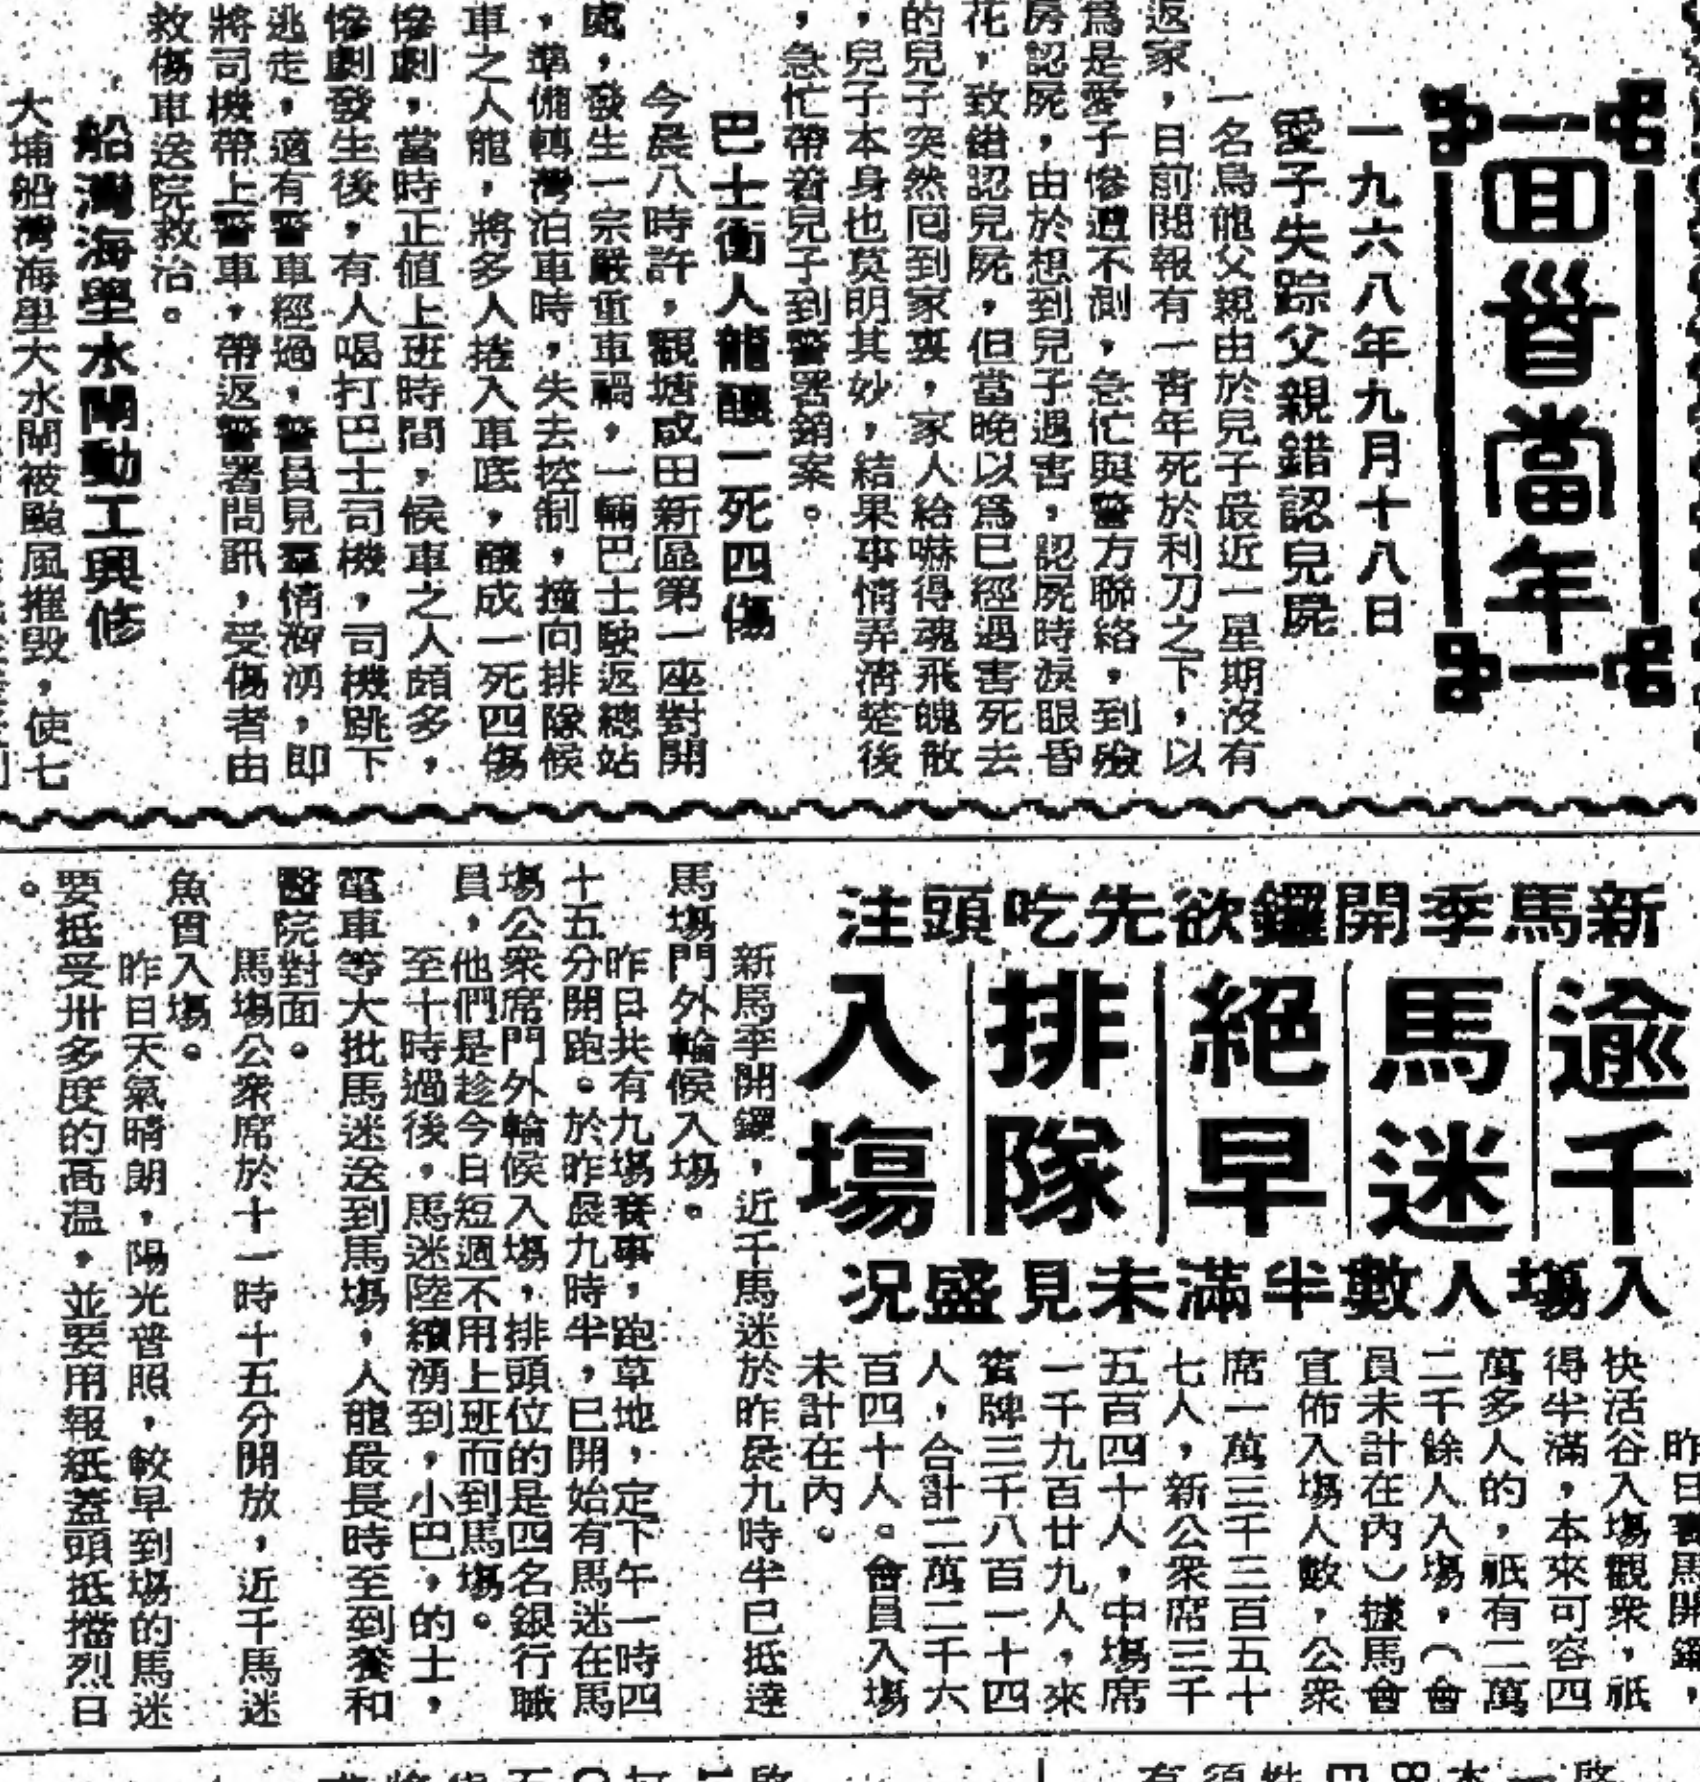 回首當年
一九六八年九月十八日
愛子失踪父親錯認兒屍
一名烏龍父親由於兒子最近一星期沒有
返家，日前閱報有一青年死於利刀之下，以
爲是愛子慘遭不測，急忙與警方聯絡，到殮
房認屍，由於想到兒子遇害，認屍時淚眼昏
花，致錯認兒屍，但當晚以爲已經遇害死去
的兒子突然囘到家裏，家人給嚇得魂飛魄散
，兒子本身也莫明其妙，結果事情弄清楚後
，急忙帶着兒子到警署銷案。
巴士衝人龍釀一死四傷
今晨八時許，觀塘成田新區第一座對開
處，發生一宗嚴重車禍，一輛巴士駛返總站
，準備轉灣泊車時，失去控制，撞向排隊候
車之人龍，將多人捲入車底，釀成一死四傷
慘劇，當時正值上班時間，候車之人頗多，
慘劇發生後，有人喝打巴士司機，司機跳下
逃走，適有警車經過，警員見羣情洶湧，即
將司機帶上警車，帶返警署問訊，受傷者由
救傷車送院救治。
船灣海壆水閘動工興修
大埔船灣海壆大水閘被颱風摧毀，使七
新馬季開鑼欲先吃頭注
逾千
馬迷
絕早
排隊
入塲
入塲人數半滿未見盛況
昨日賽馬開鑼，
快活谷入塲觀衆，祇
得半滿，本來可容四
萬多人的，祇有二萬
二千餘人入塲，（會
員未計在內）據馬會
宣佈入塲人數，公衆
席一萬三千三百五十
七人，新公衆席三千
五百四十人，中塲席
一千九百廿九人，來
賓牌三千八百一十四
人，合計二萬二千六
百四十人。會員入塲
未計在內。
新馬季開鑼，近千馬迷於昨晨九時半已抵達
馬塲門外輪候入塲。
昨日共有九塲賽事，跑草地，定下午一時四
十五分開跑。於昨晨九時半，已開始有馬迷在馬
塲公衆席門外輪候入塲，排頭位的是四名銀行職
員，他們是趁今日短週不用上班而到馬塲。
至十時過後，馬迷陸續湧到，小巴，的士，
電車等大批馬迷送到馬塲，人龍最長時至到養和
醫院對面。
馬塲公衆席於十一時十五分開放，近千馬迷
魚貫入塲。
昨日天氣晴朗，陽光普照，較早到塲的馬迷
要抵受卅多度的高温，並要用報紙蓋頭抵擋烈日
。